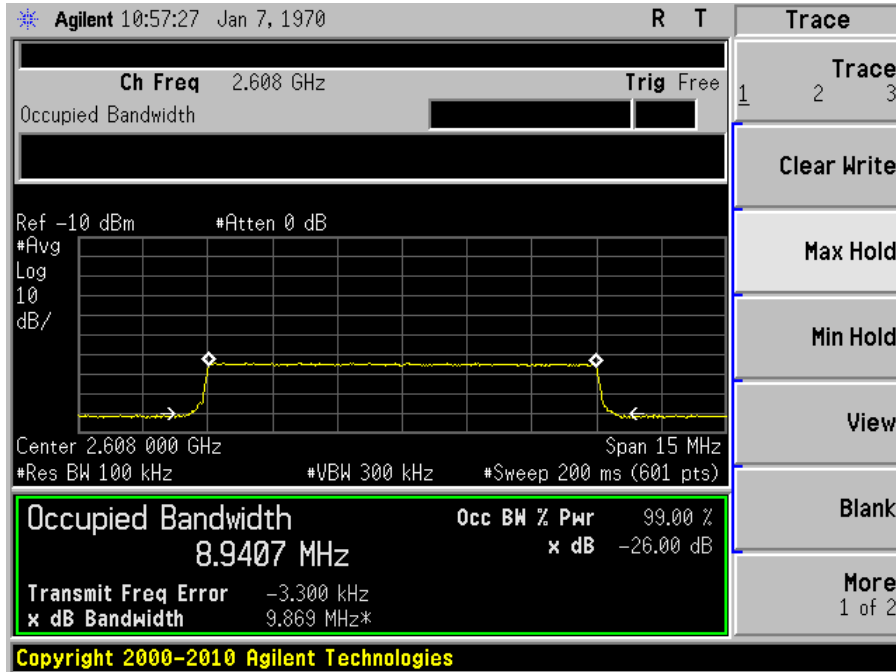 Agilent 10:57:27 Jan 7, 1970 R T
Trace
Ch Freq 2.608 GHz Trig Free
Occupied Bandwidth
Trace
1 2 3
Clear Write
Max Hold
Min Hold
View
Blank
More
1 of 2
Ref -10 dBm #Atten 0 dB
#Avg
Log
10
dB/
Center 2.608 000 GHz Span 15 MHz
#Res BW 100 kHz #VBW 300 kHz #Sweep 200 ms (601 pts)
Occupied Bandwidth Occ BW % Pwr 99.00 %
8.9407 MHz x dB -26.00 dB
Transmit Freq Error -3.300 kHz
x dB Bandwidth 9.869 MHz*
Copyright 2000-2010 Agilent Technologies